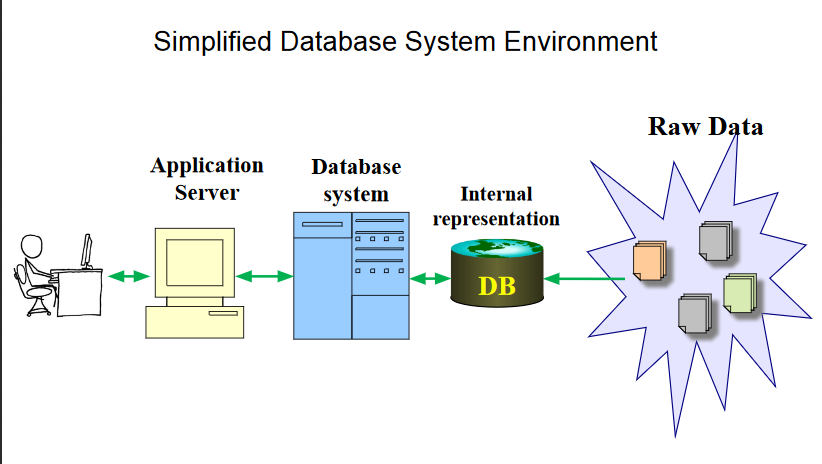 Simplified Database System Environment
Raw Data
Application
Server
Database
system
Internal
representation
DB